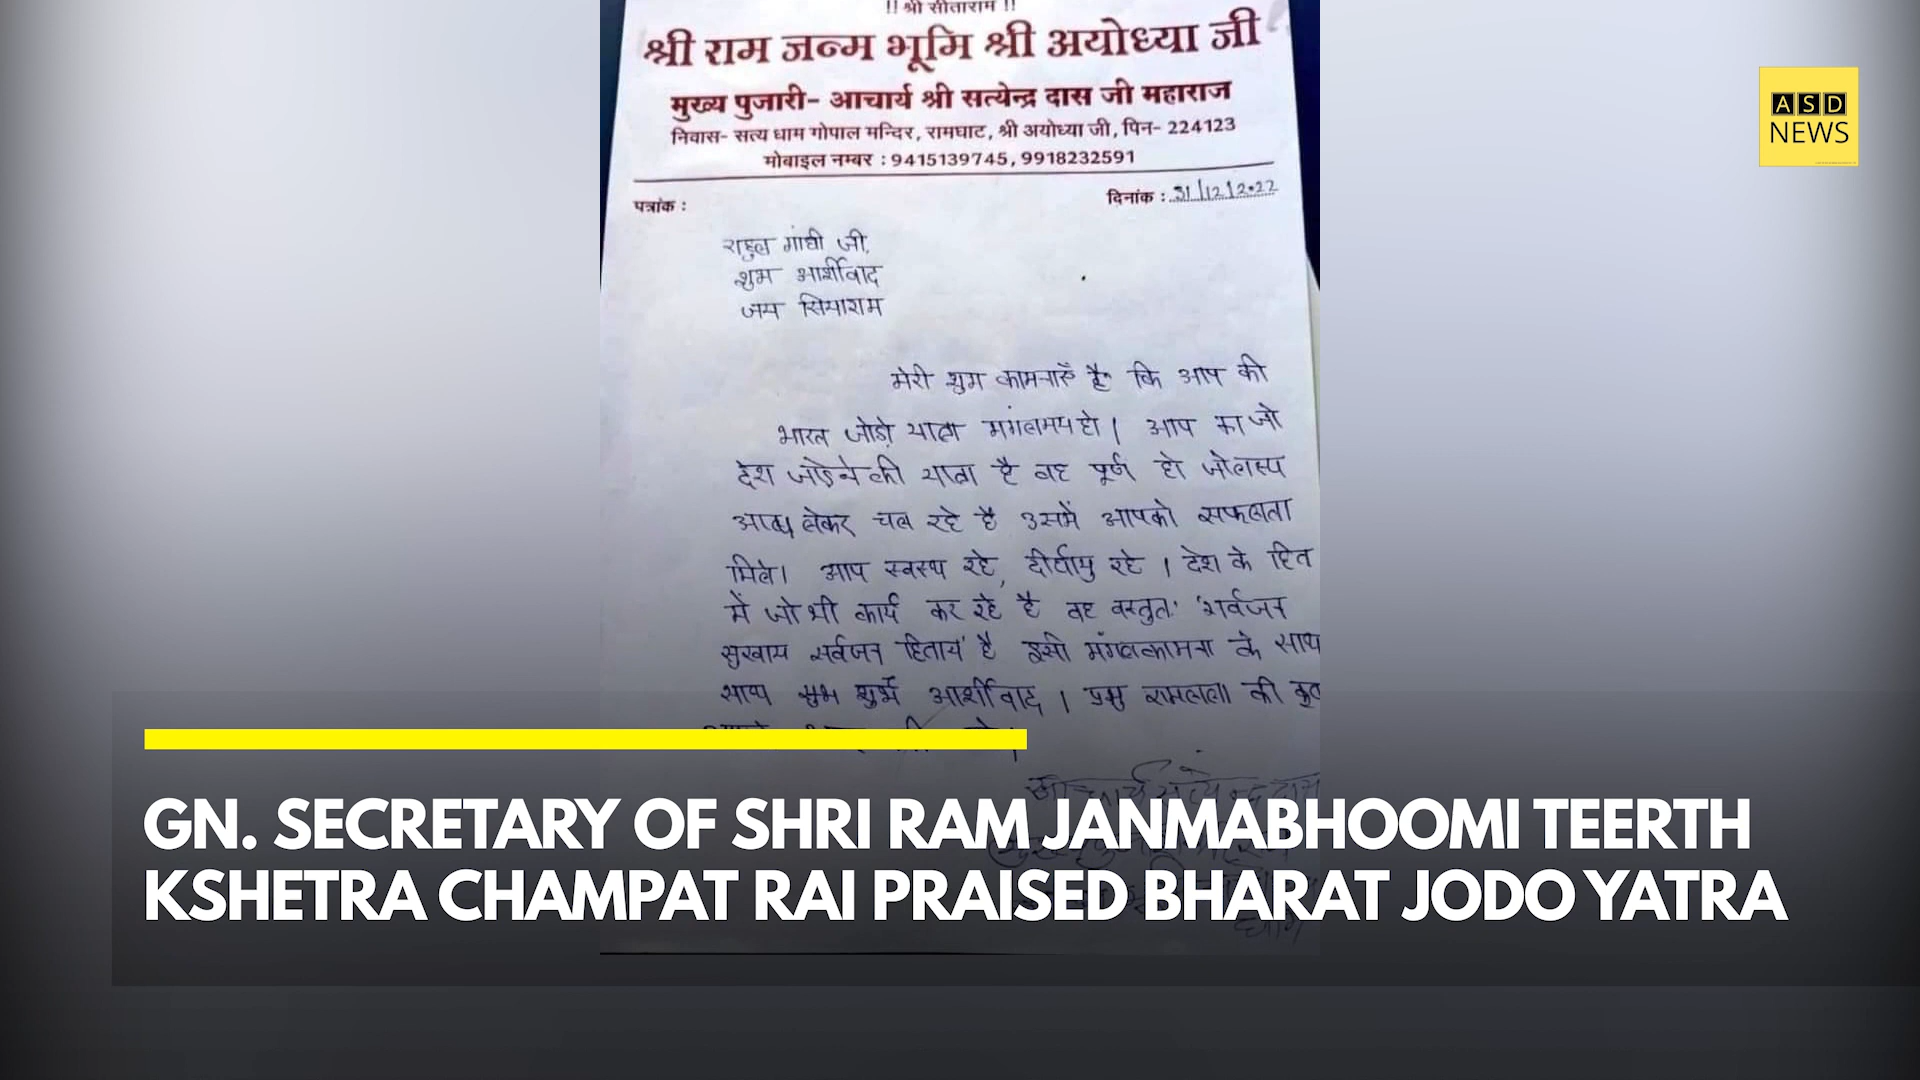 !! श्री सीताराम !!
श्री राम जन्म भूमि श्री अयोध्या जी
मुख्य पुजारी- आचार्य श्री सत्येन्द्र दास जी महाराज
निवास- सत्य धाम गोपाल मन्दिर, रामघाट, श्री अयोध्या जी, पिन- 224123
मोबाइल नम्बर : 9415139745, 9918232591
पत्रांक :
दिनांक : 31/12/2022
राहुल गांधी जी,
शुभ आर्शीवाद
जय सियाराम
मेरी शुभ कामनाएँ है कि आप की
भारत जोड़ो यात्रा मंगलमय हो। आप का जो
देश जोड़ने की यात्रा है वह पूर्ण हो जो लक्ष्य
आप लेकर चल रहे है उसमें आपको सफलता
मिले। आप स्वस्थ रहे, दीर्घायु रहे। देश के हित
में जो भी कार्य कर रहे है वह वस्तुतः 'सर्वजन
सुखाय सर्वजन हिताय' है इसी मंगलकामना के साथ
साथ शुभ आर्शीवाद। प्रभु रामलला की
ASD
NEWS
GN. SECRETARY OF SHRI RAM JANMABHOOMI TEERTH
KSHETRA CHAMPAT RAI PRAISED BHARAT JODO YATRA